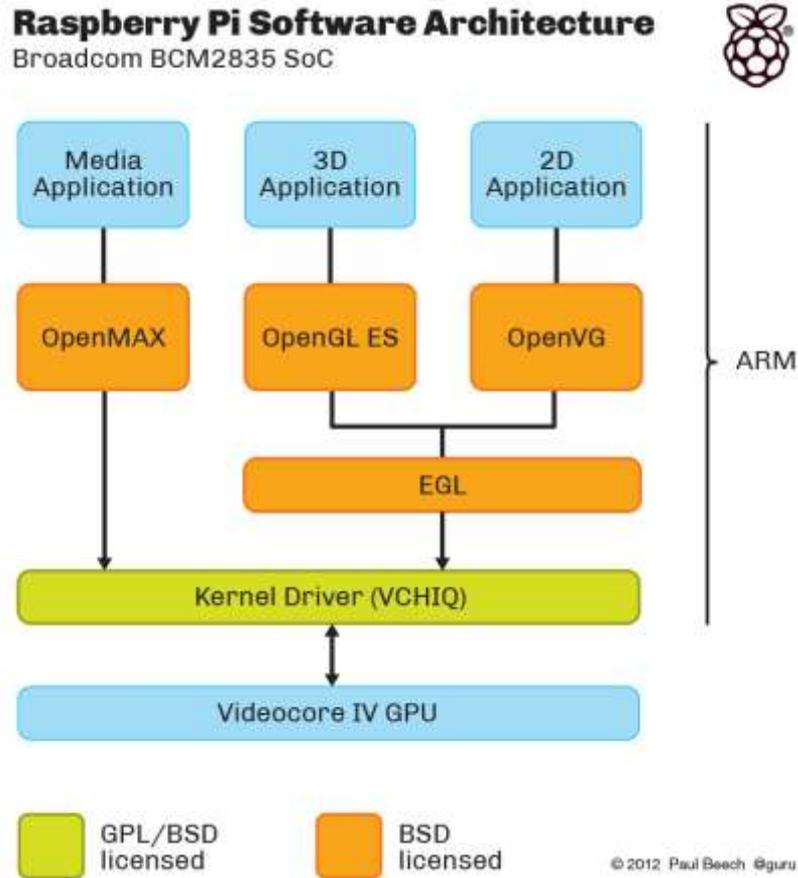 Raspberry Pi Software Architecture
Broadcom BCM2835 SoC
®
Media
Application
3D
Application
2D
Application
OpenMAX
OpenGL ES
OpenVG
ARM
EGL
Kernel Driver (VCHIQ)
Videocore IV GPU
GPL/BSD
licensed
BSD
licensed
© 2012 Paul Beech @guru